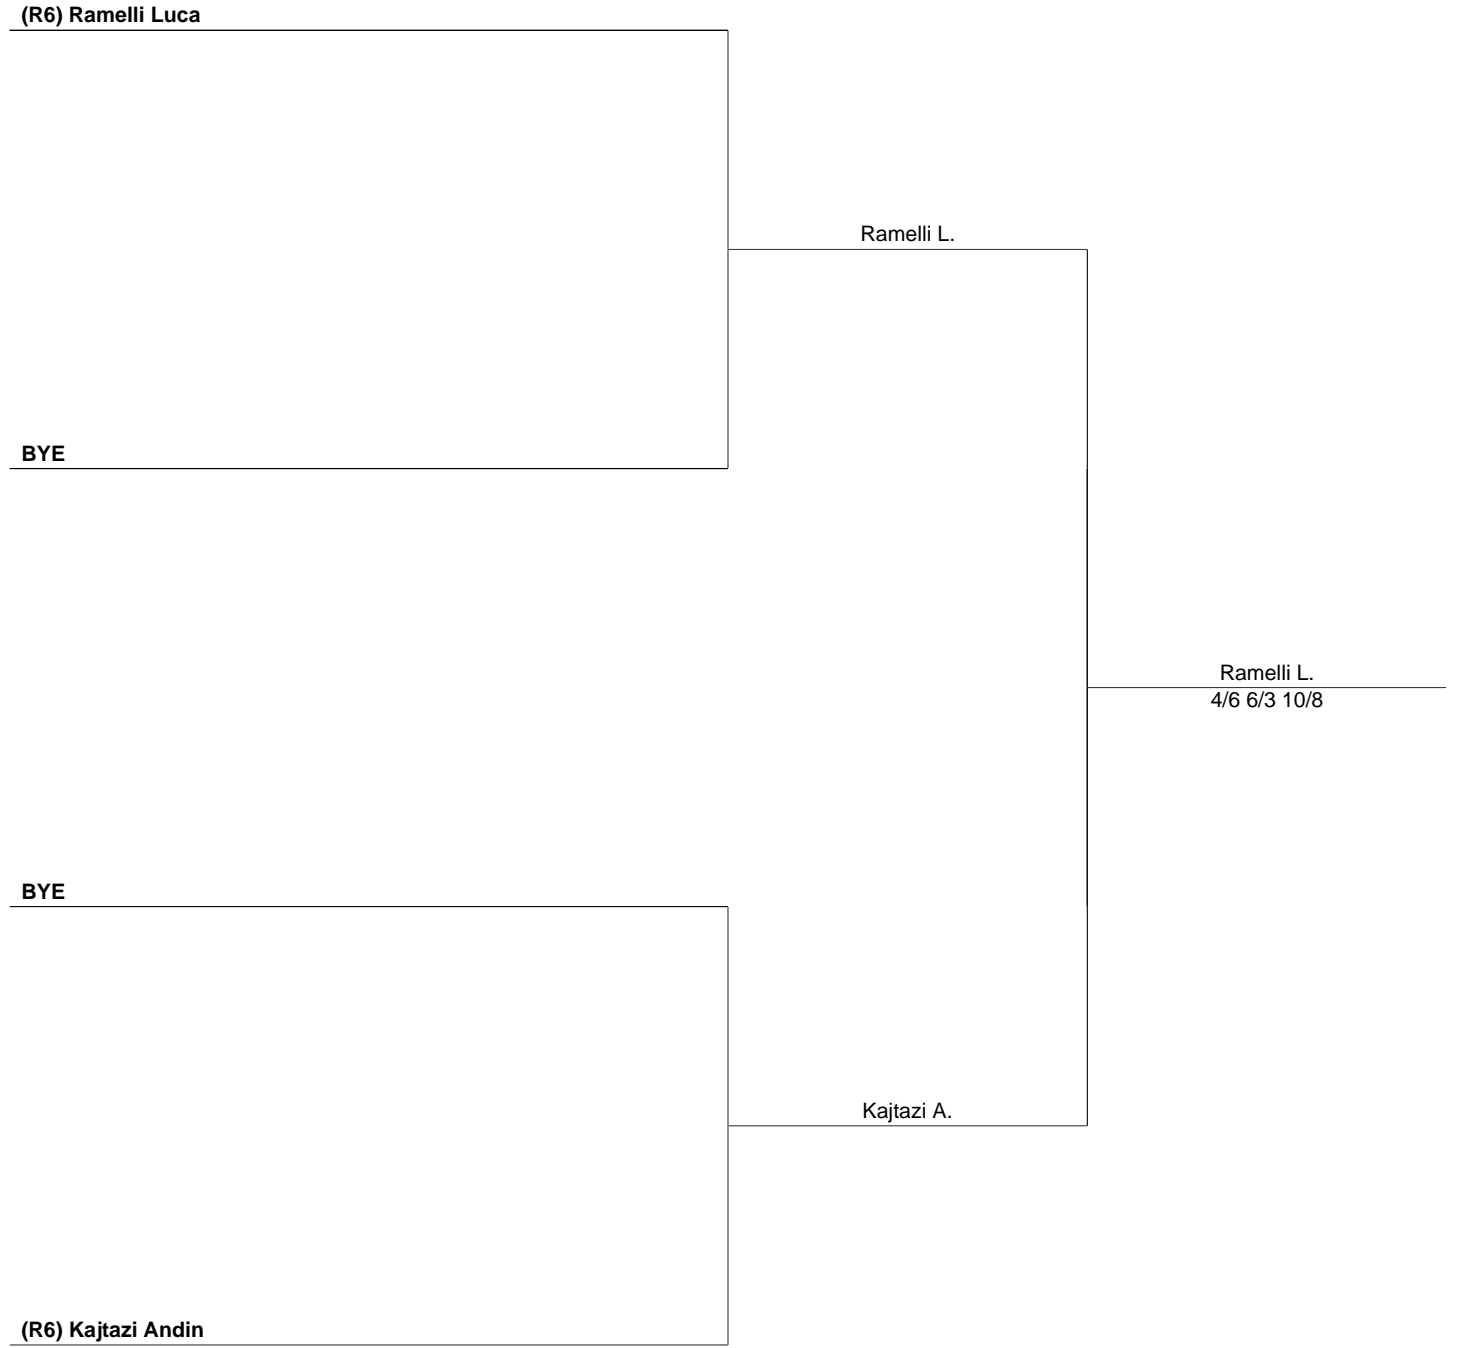 (R6) Ramelli Luca
Ramelli L.
BYE
Ramelli L.
4/6 6/3 10/8
BYE
Kajtazi A.
(R6) Kajtazi Andin